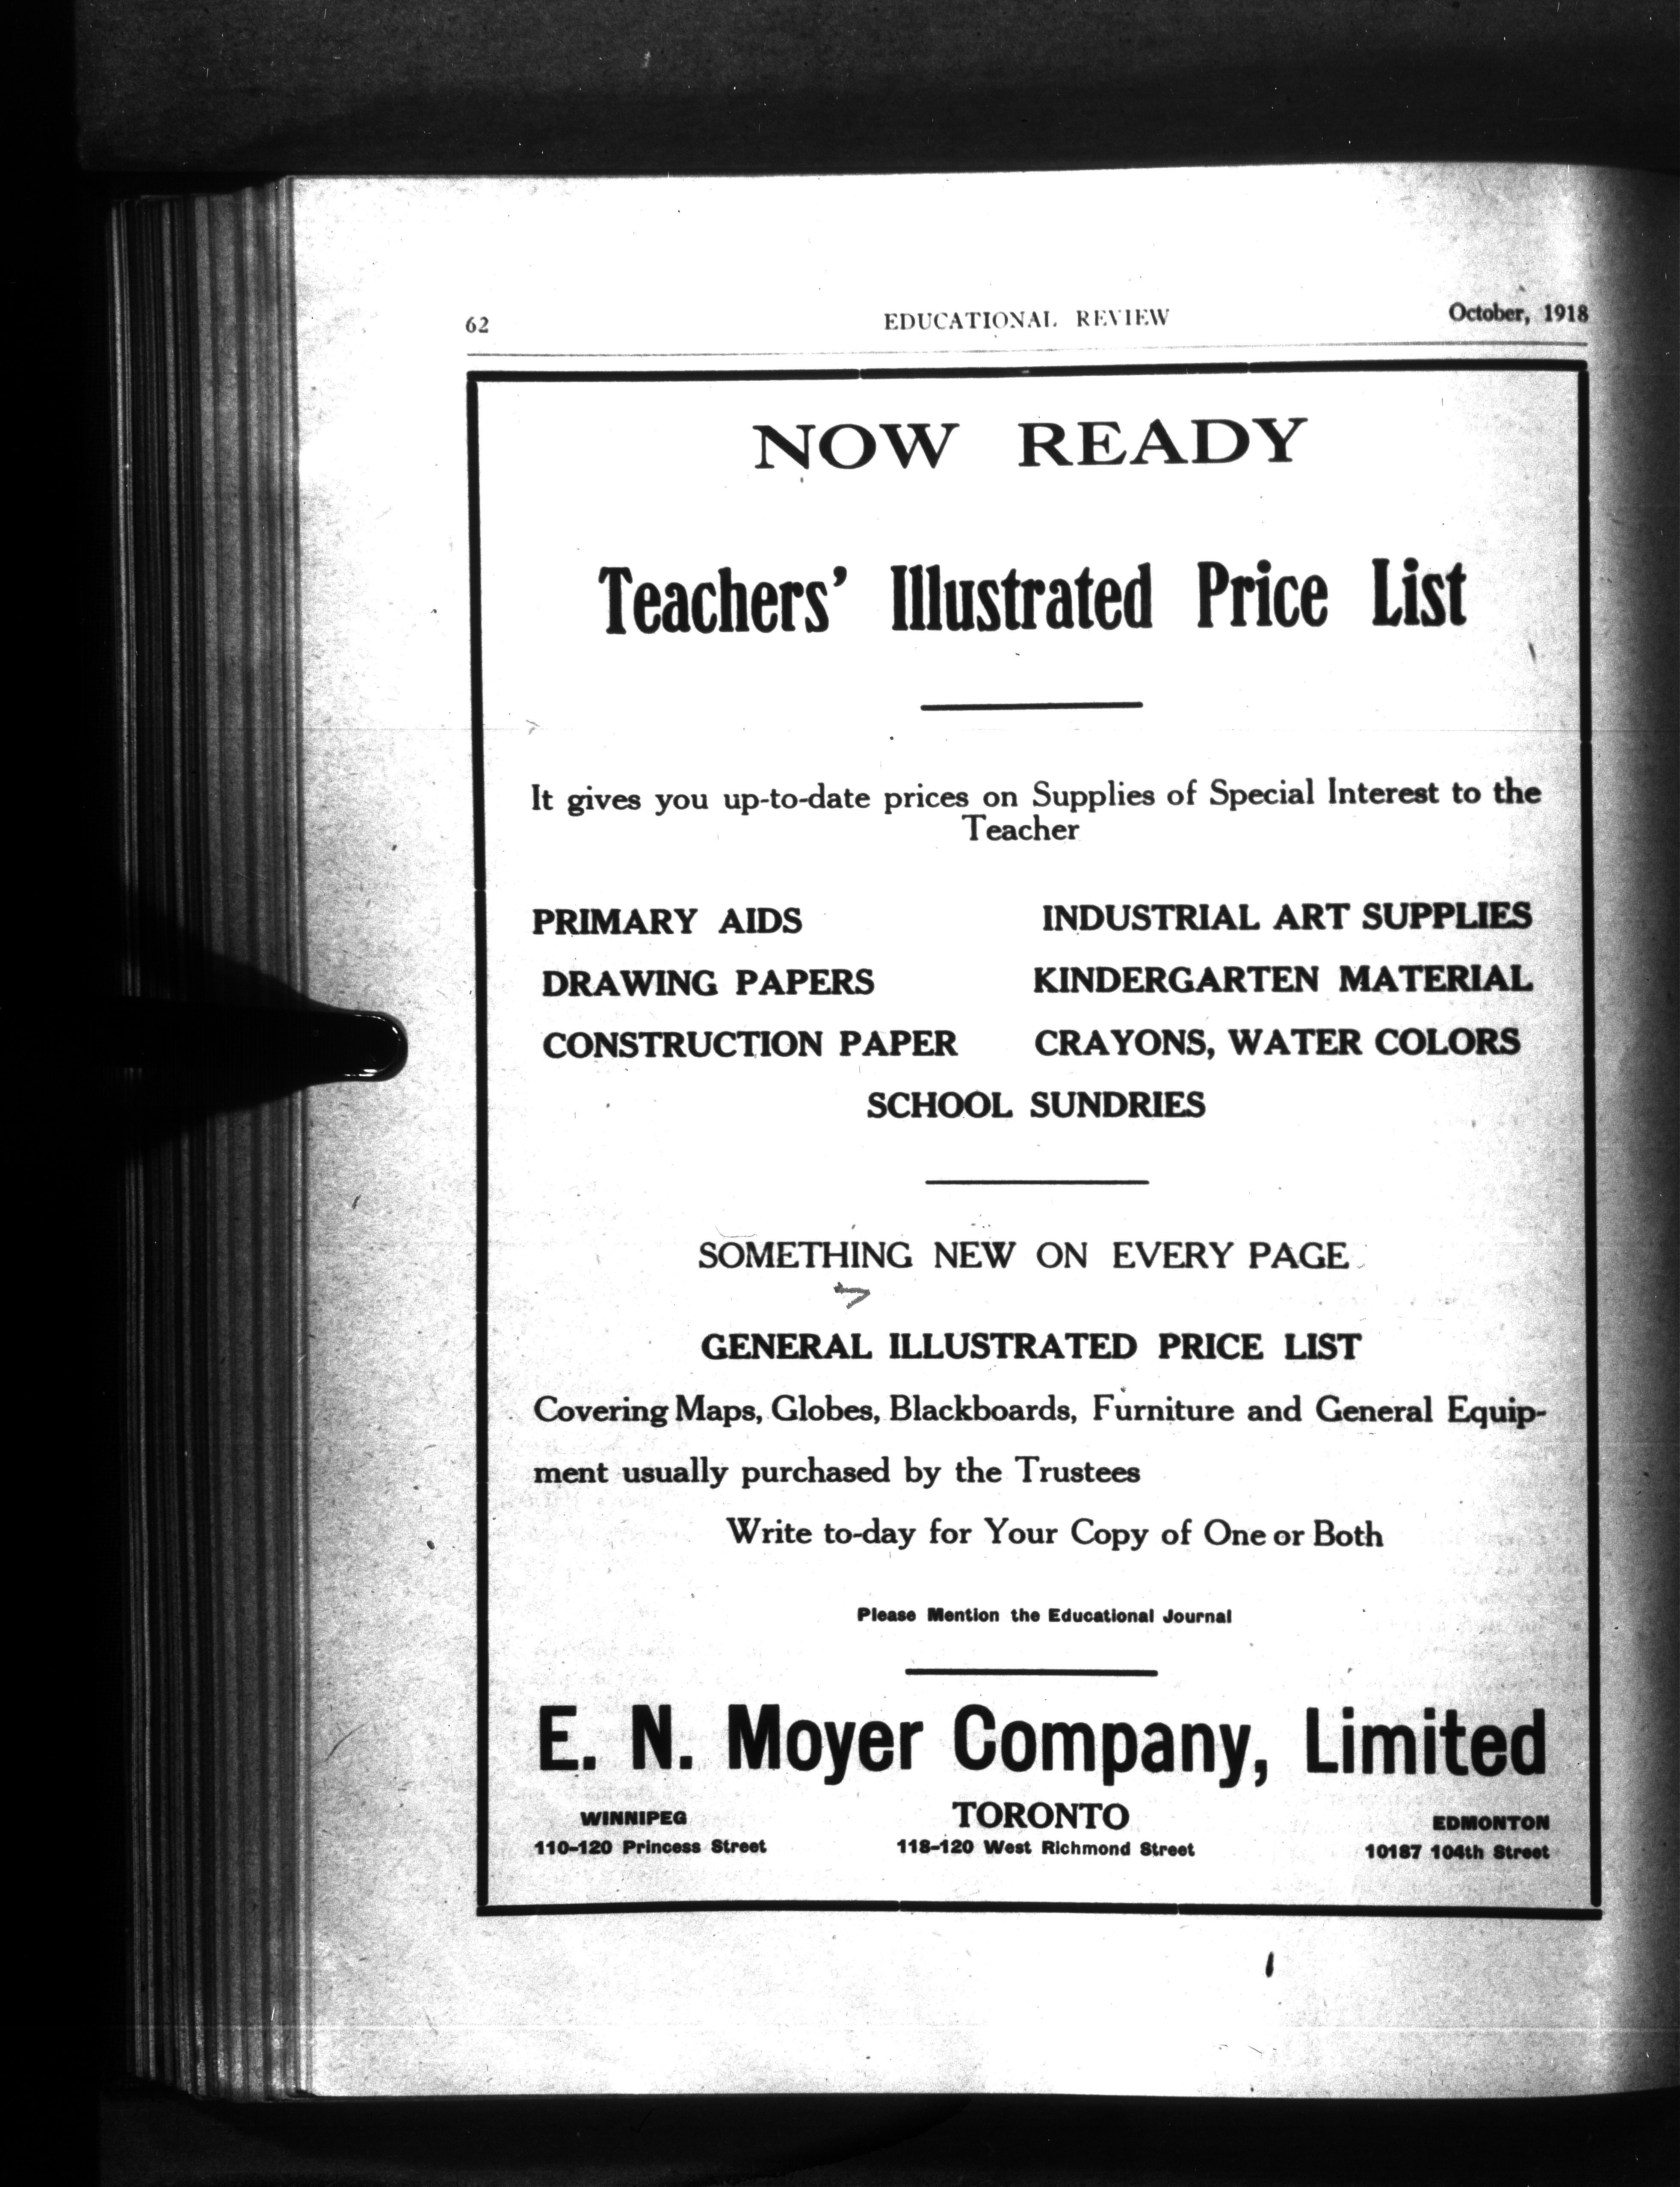 62 EDUCATIONAL REVIEW October, 1918
NOW READY
Teachers' Illustrated Price List
It gives you up-to-date prices on Supplies of Special Interest to the
Teacher
PRIMARY AIDS INDUSTRIAL ART SUPPLIES
DRAWING PAPERS KINDERGARTEN MATERIAL
CONSTRUCTION PAPER CRAYONS, WATER COLORS
SCHOOL SUNDRIES
SOMETHING NEW ON EVERY PAGE
GENERAL ILLUSTRATED PRICE LIST
Covering Maps, Globes, Blackboards, Furniture and General Equip-
ment usually purchased by the Trustees
Write to-day for Your Copy of One or Both
Please Mention the Educational Journal
E. N. Moyer Company, Limited
WINNIPEG TORONTO EDMONTON
110-120 Princess Street 118-120 West Richmond Street 10187 104th Street